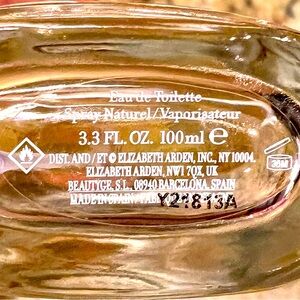 Eau de Toilette
Spray Naturel/Vaporisateur
3.3 FL. OZ. 100ml ℮
DIST. AND/ET © ELIZABETH ARDEN, INC., NY 10004.
ELIZABETH ARDEN, NW1 7QX, UK
BEAUTYGE, S.L., 08940 BARCELONA, SPAIN
MADE IN SPAIN /
Y21813A
36M